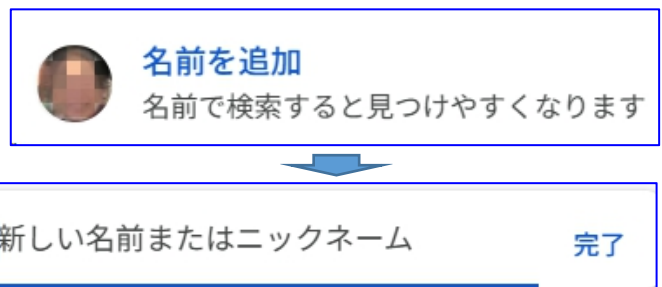 名前を追加
名前で検索すると見つけやすくなります
新しい名前またはニックネーム
完了